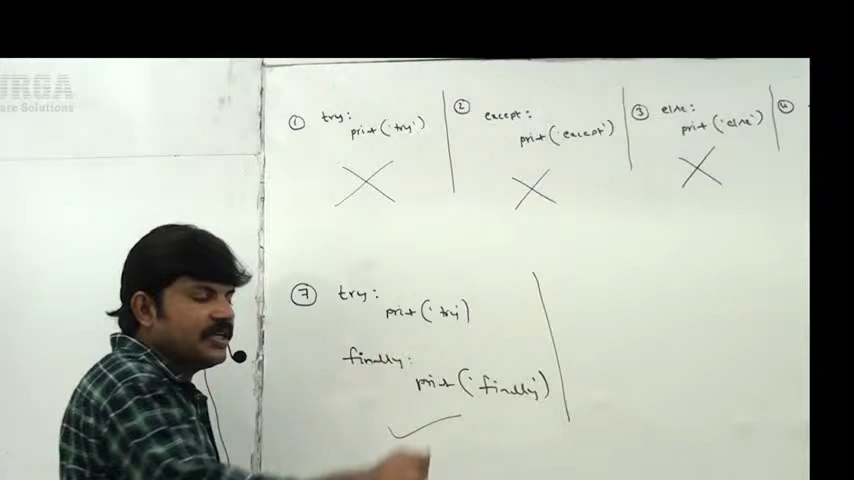 URGA
are Solutions
① try:
print('try')
② except:
print('except')
③ else:
print('else')
④
⑦ try:
print('try')
finally:
print('finally')